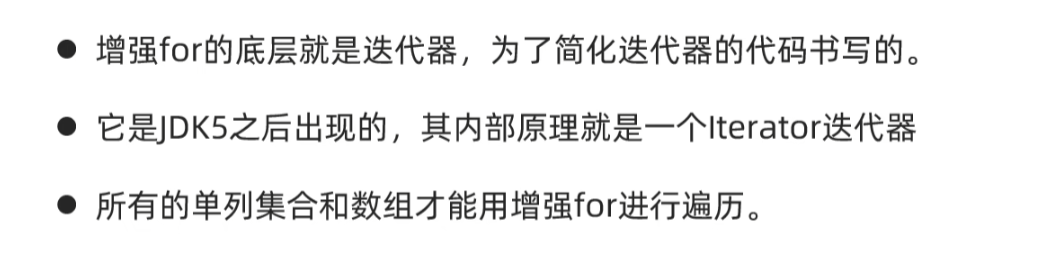 ● 增强for的底层就是迭代器，为了简化迭代器的代码书写的。
● 它是JDK5之后出现的，其内部原理就是一个Iterator迭代器
● 所有的单列集合和数组才能用增强for进行遍历。